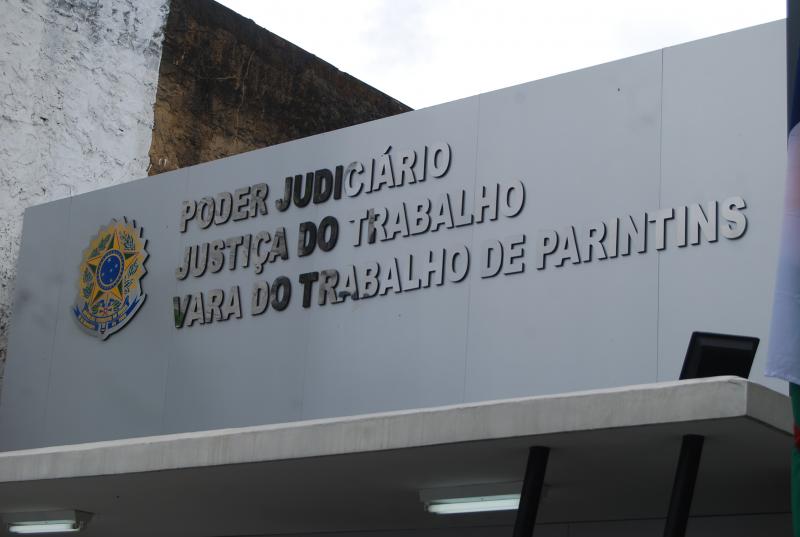 PODER JUDICIÁRIO
JUSTIÇA DO TRABALHO
VARA DO TRABALHO DE PARINTINS